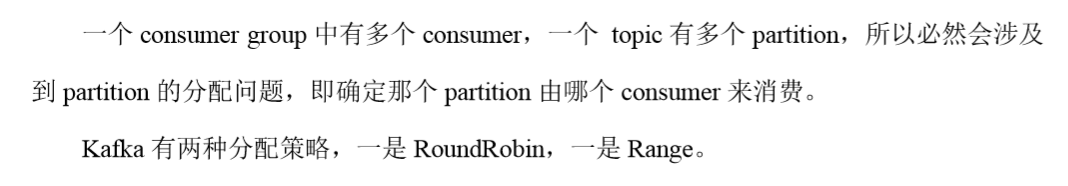 一个 consumer group 中有多个 consumer，一个 topic 有多个 partition，所以必然会涉及
到 partition 的分配问题，即确定那个 partition 由哪个 consumer 来消费。
Kafka 有两种分配策略，一是 RoundRobin，一是 Range。